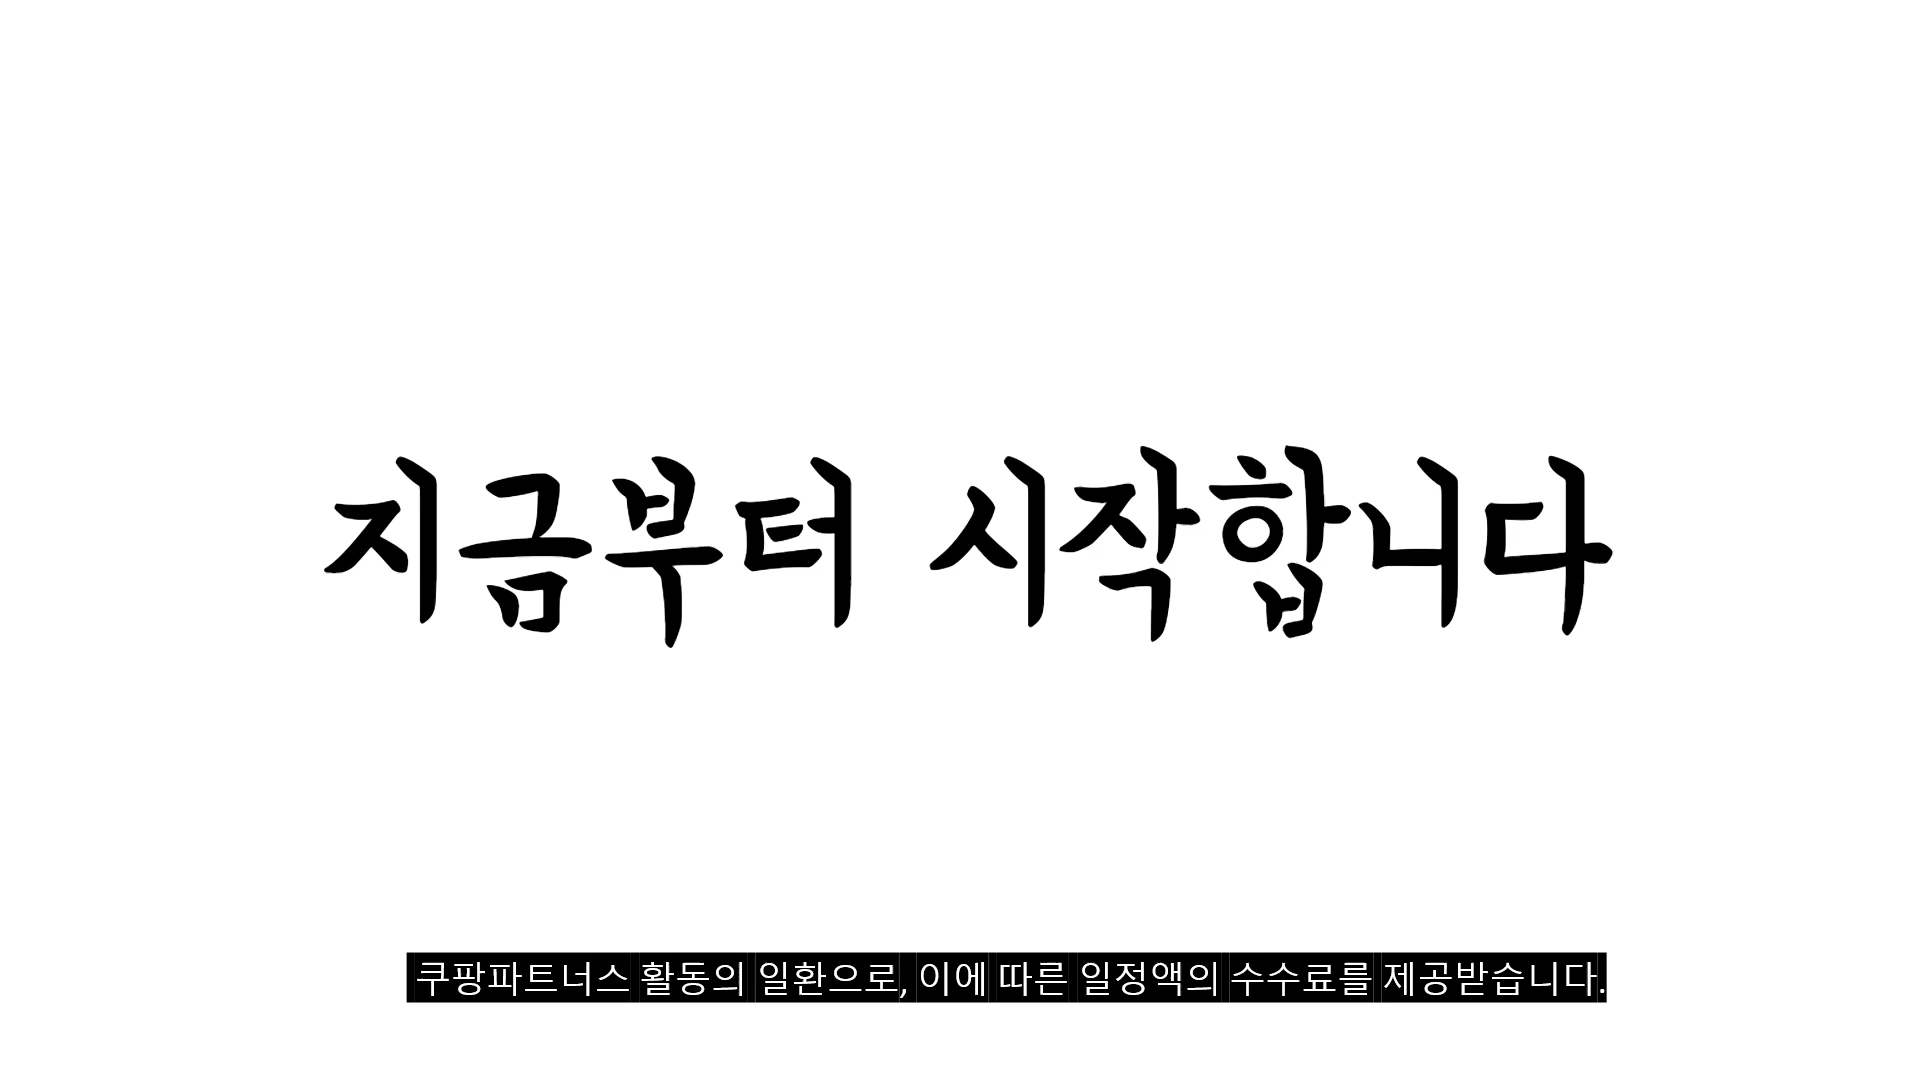 지금부터 시작합니다
쿠팡파트너스 활동의 일환으로, 이에 따른 일정액의 수수료를 제공받습니다.